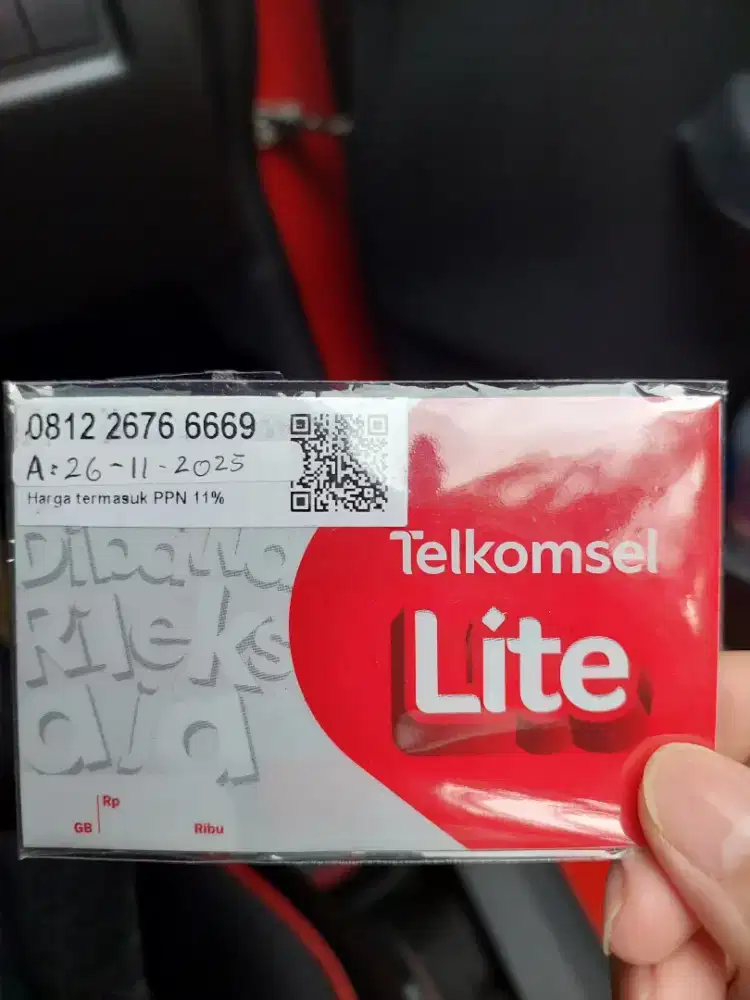 0812 2676 6669
A: 26-11-2025
Harga termasuk PPN 11%
Telkomsel
Lite
GB
Rp
Ribu